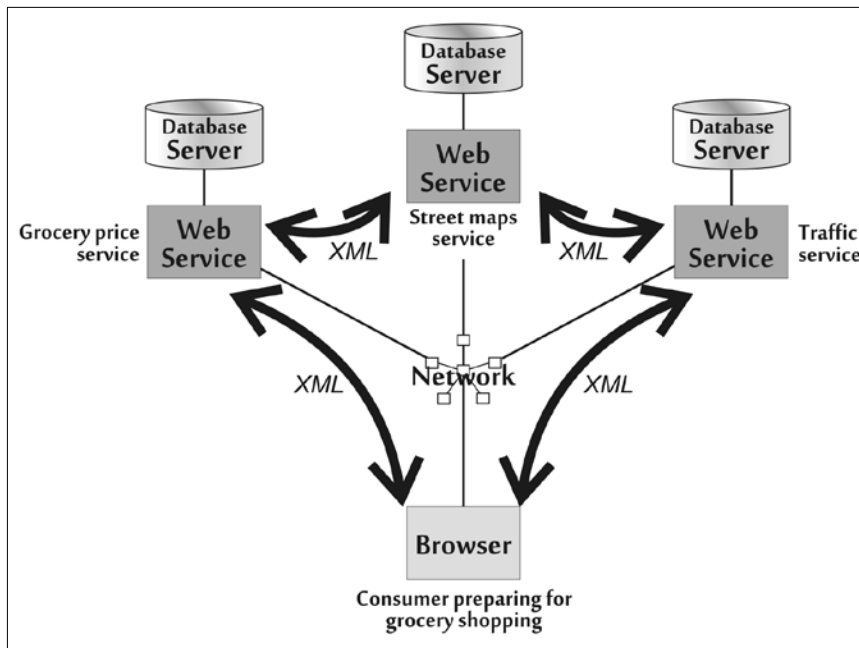 Database
Server
Database
Server
Database
Server
Web
Service
Street maps
service
Grocery price
service
Web
Service
Web
Service
Traffic
service
XML
XML
XML
XML
Network
Browser
Consumer preparing for
grocery shopping